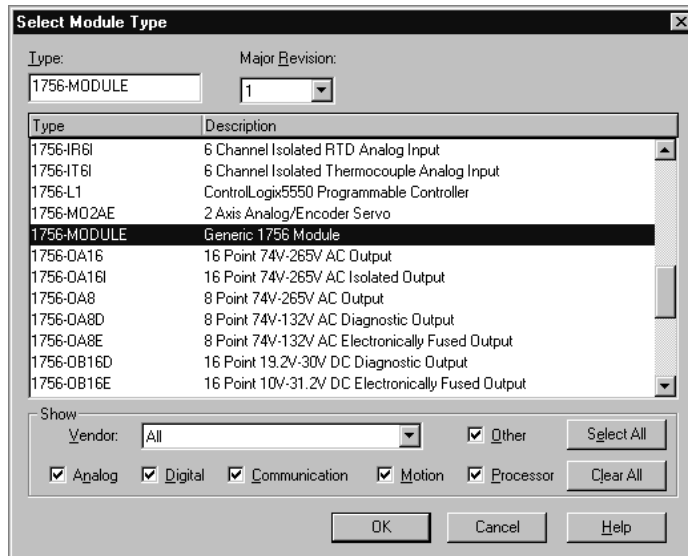 Select Module Type
Type: Major Revision:
1756-MODULE 1
Type Description
1756-IR6I 6 Channel Isolated RTD Analog Input
1756-IT6I 6 Channel Isolated Thermocouple Analog Input
1756-L1 ControlLogix5550 Programmable Controller
1756-M02AE 2 Axis Analog/Encoder Servo
1756-MODULE Generic 1756 Module
1756-OA16 16 Point 74V-265V AC Output
1756-OA16I 16 Point 74V-265V AC Isolated Output
1756-OA8 8 Point 74V-265V AC Output
1756-OA8D 8 Point 74V-132V AC Diagnostic Output
1756-OA8E 8 Point 74V-132V AC Electronically Fused Output
1756-OB16D 16 Point 19.2V-30V DC Diagnostic Output
1756-OB16E 16 Point 10V-31.2V DC Electronically Fused Output
Show
Vendor: All Other Select All
Analog Digital Communication Motion Processor Clear All
OK Cancel Help